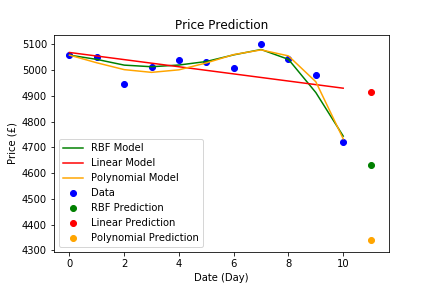 Price Prediction
5100
5000
4900
4800
4700
4600
4500
4400
4300
Price (£)
RBF Model
Linear Model
Polynomial Model
Data
RBF Prediction
Linear Prediction
Polynomial Prediction
0 2 4 6 8 10
Date (Day)